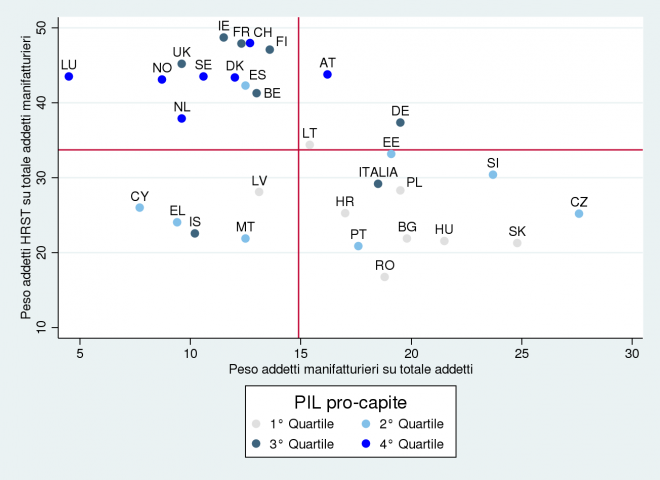 50
40
30
20
10
Peso addetti HRST su totale addetti manifatturieri
IE
FR
CH
FI
UK
LU
NO
SE
DK
ES
BE
AT
NL
DE
LT
EE
SI
ITALIA
PL
LV
CY
HR
CZ
EL
IS
MT
PT
BG
HU
SK
RO
5 10 15 20 25 30
Peso addetti manifatturieri su totale addetti
PIL pro-capite
1° Quartile 2° Quartile
3° Quartile 4° Quartile